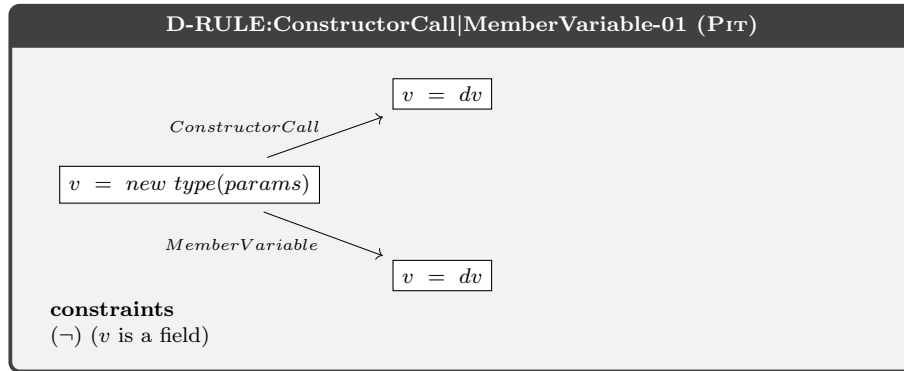 D-RULE:ConstructorCall|MemberVariable-01 (PIT)
v = dv
ConstructorCall
v = new type(params)
MemberVariable
v = dv
constraints
(¬) (v is a field)